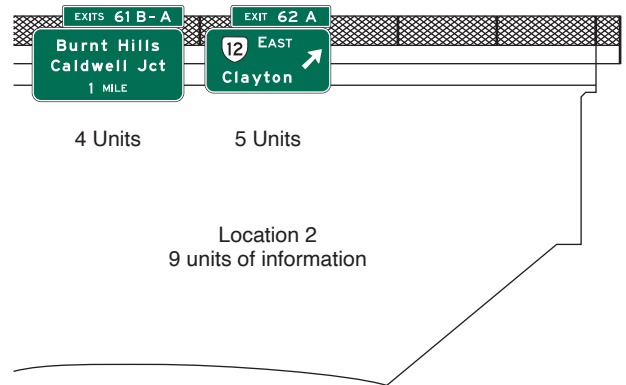 EXITS 61 B-A
Burnt Hills
Caldwell Jct
1 MILE
EXIT 62 A
12 EAST
Clayton
4 Units
5 Units
Location 2
9 units of information